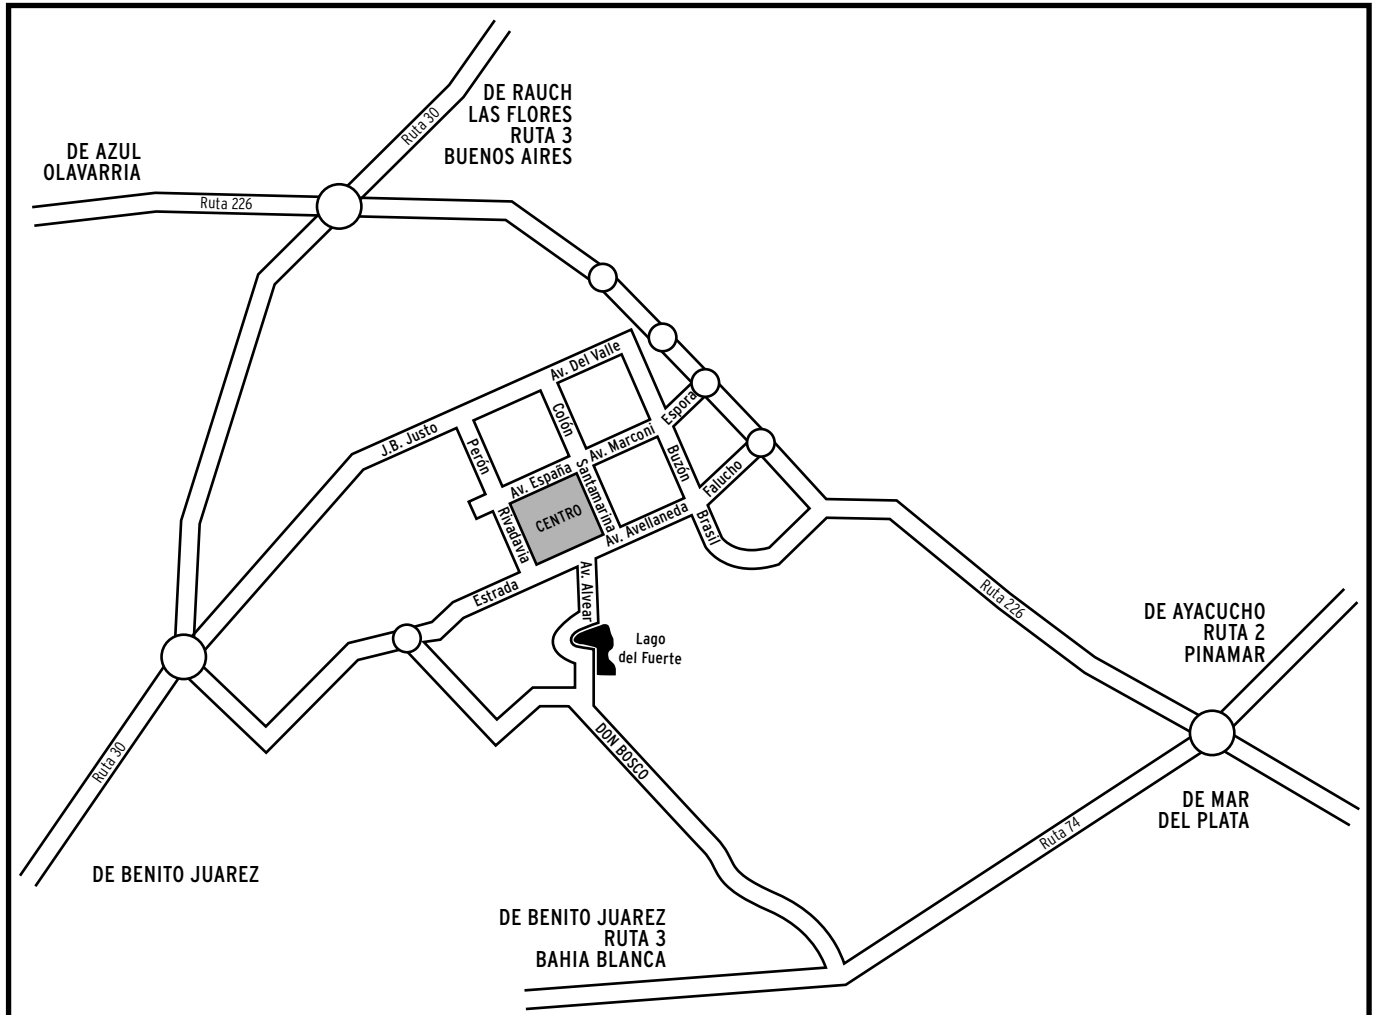 DE RAUCH
LAS FLORES
RUTA 3
BUENOS AIRES
Ruta 30
DE AZUL
OLAVARRIA
Ruta 226
Av. Del Valle
Colón
Espora
J.B. Justo
Perón
Av. Marconi
Buzón
Av. España
Santamarina
Falucho
Rivadavia
CENTRO
Av. Avellaneda
Brasil
Estrada
Av. Alvear
Ruta 226
Lago
del Fuerte
DE AYACUCHO
RUTA 2
PINAMAR
DON BOSCO
Ruta 30
DE MAR
DEL PLATA
Ruta 74
DE BENITO JUAREZ
DE BENITO JUAREZ
RUTA 3
BAHIA BLANCA